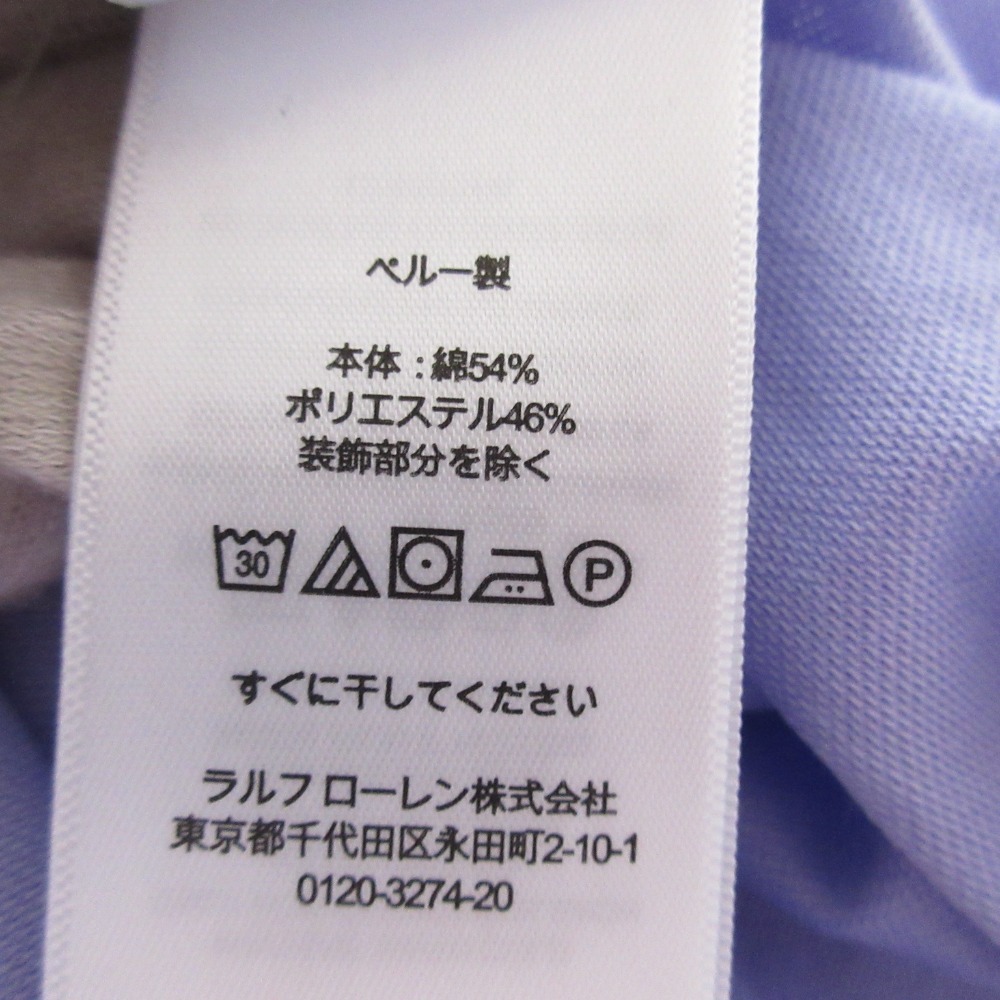 ペルー製
本体 : 綿54%
ポリエステル46%
装飾部分を除く
30 P
すぐに干してください
ラルフ ローレン株式会社
東京都千代田区永田町2-10-1
0120-3274-20